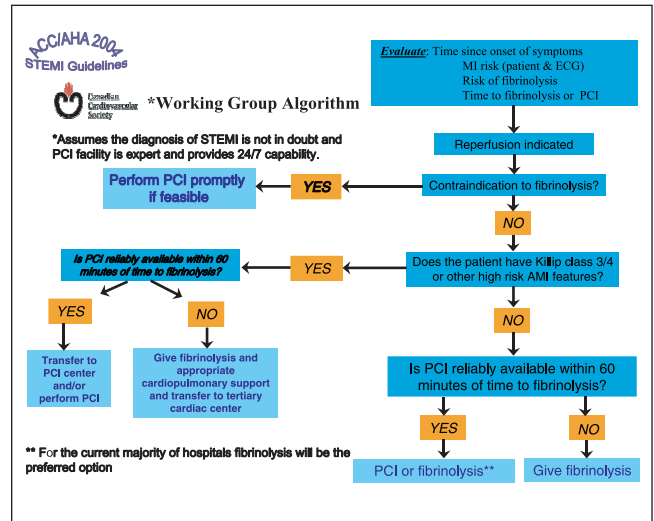 ACC/AHA 2004
STEMI Guidelines
Canadian
Cardiovascular
Society
*Working Group Algorithm
*Assumes the diagnosis of STEMI is not in doubt and
PCI facility is expert and provides 24/7 capability.
Evaluate: Time since onset of symptoms
MI risk (patient & ECG)
Risk of fibrinolysis
Time to fibrinolysis or PCI
Reperfusion indicated
Contraindication to fibrinolysis?
YES
Perform PCI promptly
if feasible
NO
Does the patient have Killip class 3/4
or other high risk AMI features?
YES
Is PCI reliably available within 60
minutes of time to fibrinolysis?
YES
NO
Transfer to
PCI center
and/or
perform PCI
Give fibrinolysis and
appropriate
cardiopulmonary support
and transfer to tertiary
cardiac center
NO
Is PCI reliably available within 60
minutes of time to fibrinolysis?
YES
NO
PCI or fibrinolysis**
Give fibrinolysis
** For the current majority of hospitals fibrinolysis will be the
preferred option